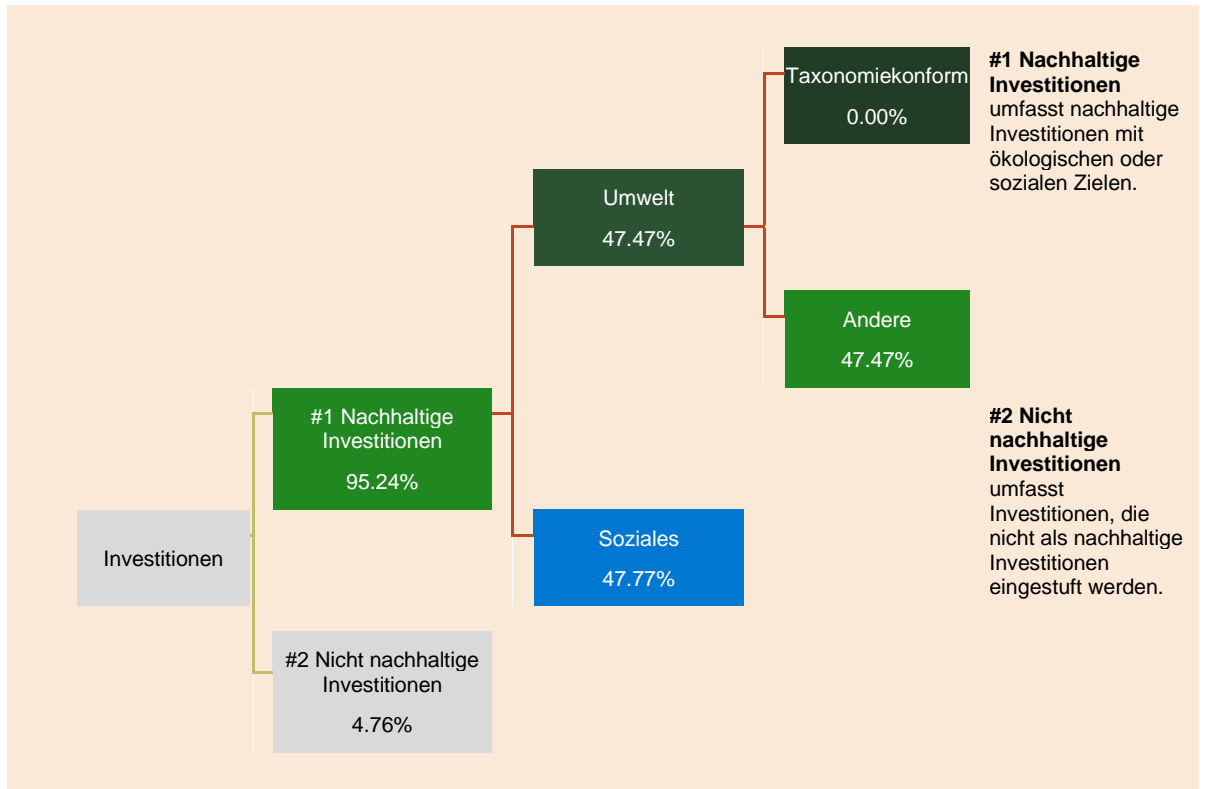 Taxonomiekonform
0.00%
#1 Nachhaltige
Investitionen
umfasst nachhaltige
Investitionen mit
ökologischen oder
sozialen Zielen.
Umwelt
47.47%
Andere
47.47%
#1 Nachhaltige
Investitionen
95.24%
#2 Nicht
nachhaltige
Investitionen
umfasst
Investitionen, die
nicht als nachhaltige
Investitionen
eingestuft werden.
Investitionen
Soziales
47.77%
#2 Nicht nachhaltige
Investitionen
4.76%